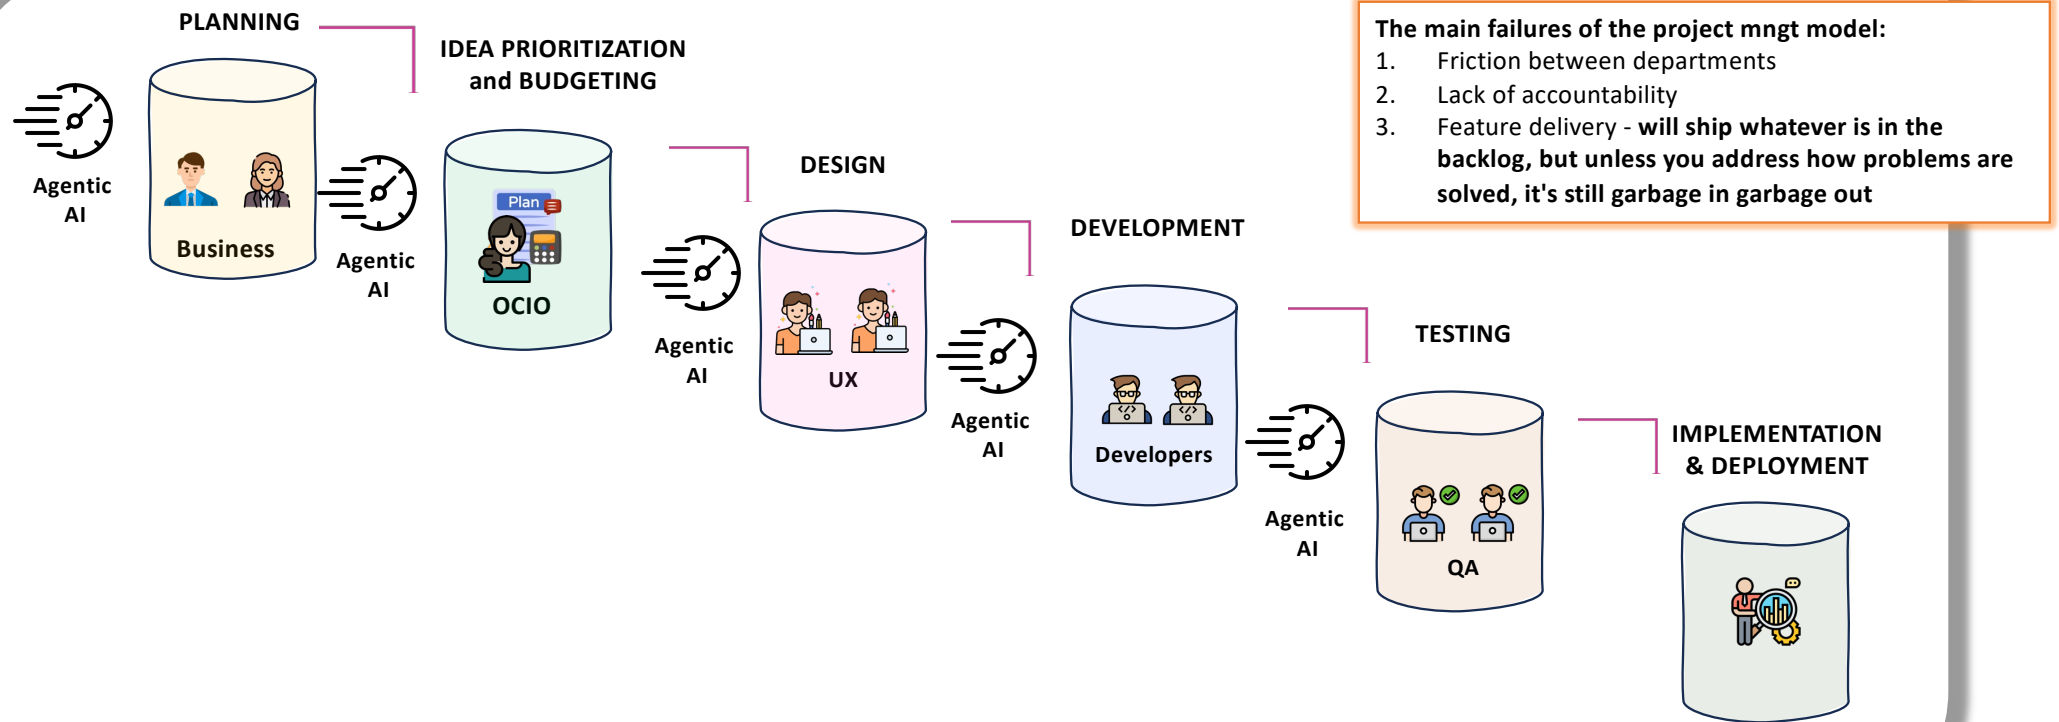 PLANNING
IDEA PRIORITIZATION
and BUDGETING
The main failures of the project mngt model:
1. Friction between departments
2. Lack of accountability
3. Feature delivery - will ship whatever is in the
backlog, but unless you address how problems are
solved, it's still garbage in garbage out
Agentic
AI
Business
Agentic
AI
Plan
OCIO
DESIGN
Agentic
AI
UX
DEVELOPMENT
Agentic
AI
</>
</>
Developers
TESTING
Agentic
AI
QA
IMPLEMENTATION
& DEPLOYMENT